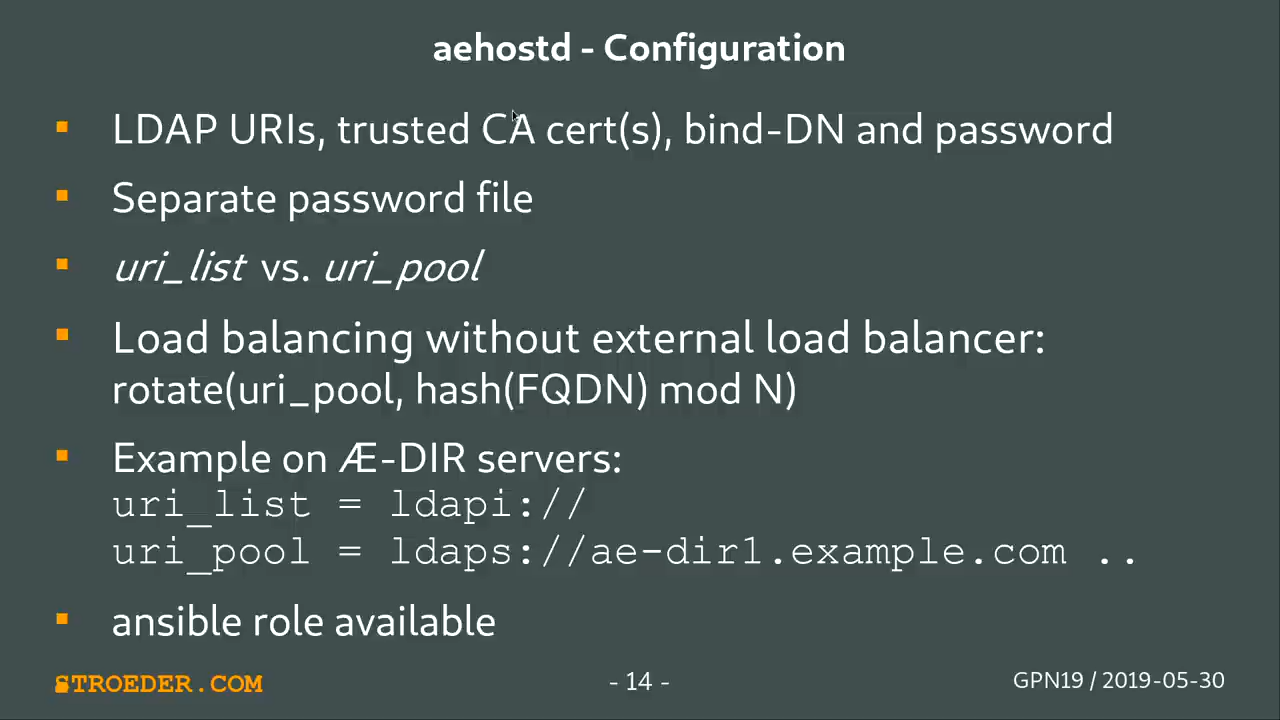 aehostd - Configuration
LDAP URIs, trusted CA cert(s), bind-DN and password
Separate password file
uri_list vs. uri_pool
Load balancing without external load balancer:
rotate(uri_pool, hash(FQDN) mod N)
Example on Æ-DIR servers:
uri_list = ldapi://
uri_pool = ldaps://ae-dir1.example.com ..
ansible role available
STROEDER.COM
- 14 -
GPN19 / 2019-05-30